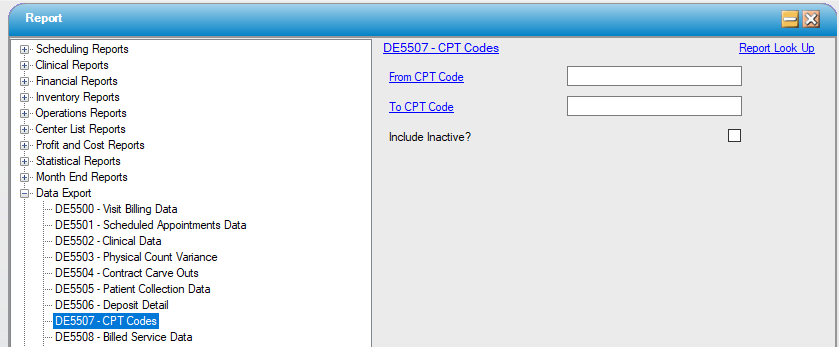 Report
Scheduling Reports
Clinical Reports
Financial Reports
Inventory Reports
Operations Reports
Center List Reports
Profit and Cost Reports
Statistical Reports
Month End Reports
Data Export
DE5500 - Visit Billing Data
DE5501 - Scheduled Appointments Data
DE5502 - Clinical Data
DE5503 - Physical Count Variance
DE5504 - Contract Carve Outs
DE5505 - Patient Collection Data
DE5506 - Deposit Detail
DE5507 - CPT Codes
DE5508 - Billed Service Data
DE5507 - CPT Codes
Report Look Up
From CPT Code
To CPT Code
Include Inactive?